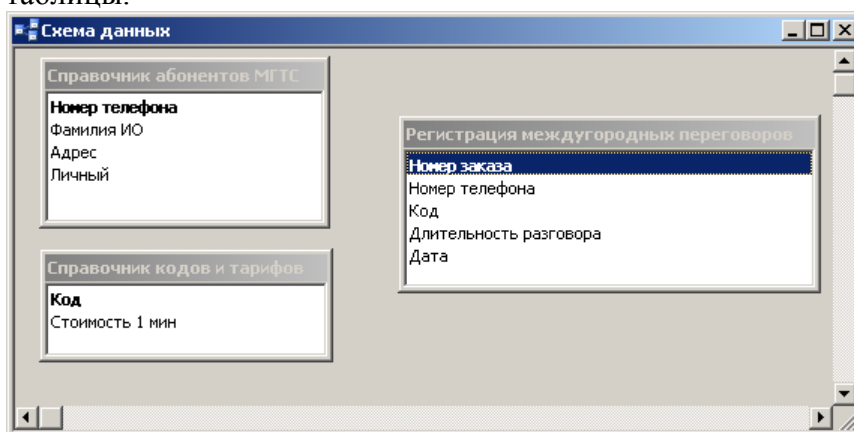 таблицы.
Схема данных
Справочник абонентов МГТС
Номер телефона
Фамилия ИО
Адрес
Личный
Регистрация междугородных переговоров
Номер заказа
Номер телефона
Код
Длительность разговора
Дата
Справочник кодов и тарифов
Код
Стоимость 1 мин